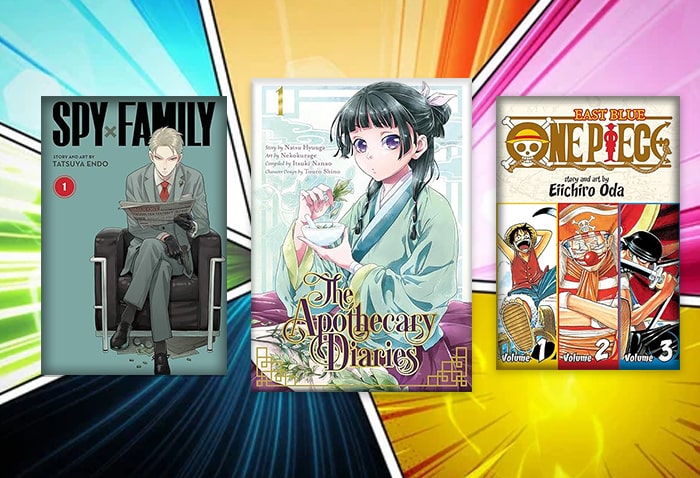 SPY×FAMILY
STORY AND ART BY
TATSUYA ENDO
1
1
Story by Natsu Hyuuga
Art by Nekokurage
Compiled by Itsuki Nanao
Character Design by Touco Shino
The
Apothecary
Diaries
EAST BLUE
ONE PIECE
story and art by
Eiichiro Oda
Volume 1
Volume 2
Volume 3